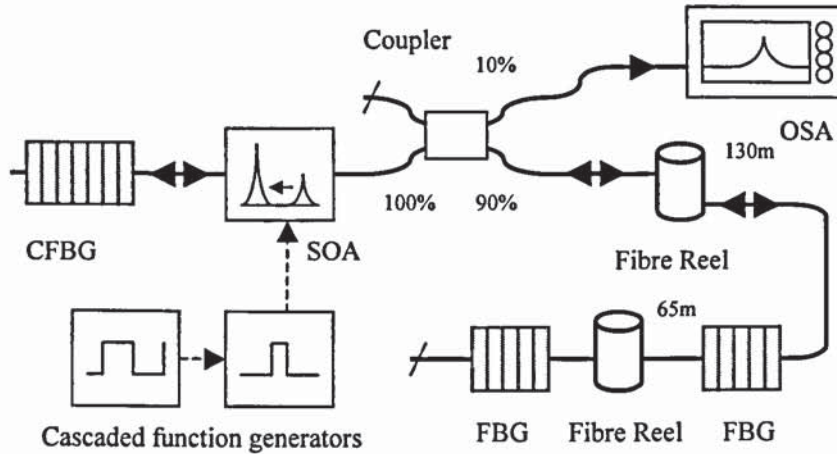 Coupler
10%
OSA
130m
100%
90%
CFBG
SOA
Fibre Reel
65m
FBG
Fibre Reel
FBG
Cascaded function generators